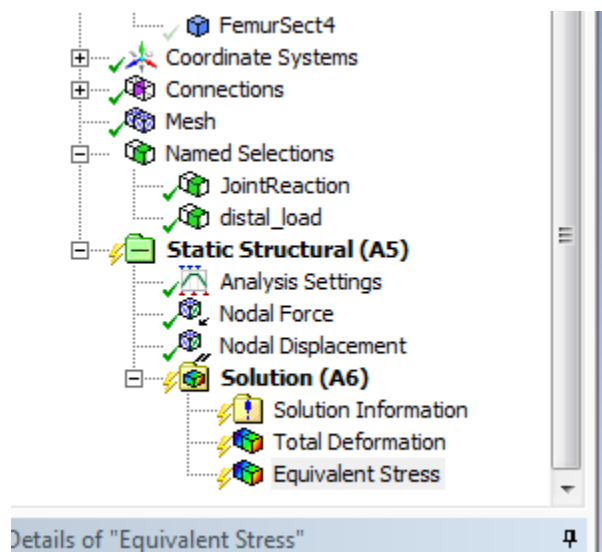 FemurSect4
Coordinate Systems
Connections
Mesh
Named Selections
JointReaction
distal_load
Static Structural (A5)
Analysis Settings
Nodal Force
Nodal Displacement
Solution (A6)
Solution Information
Total Deformation
Equivalent Stress
Details of "Equivalent Stress"